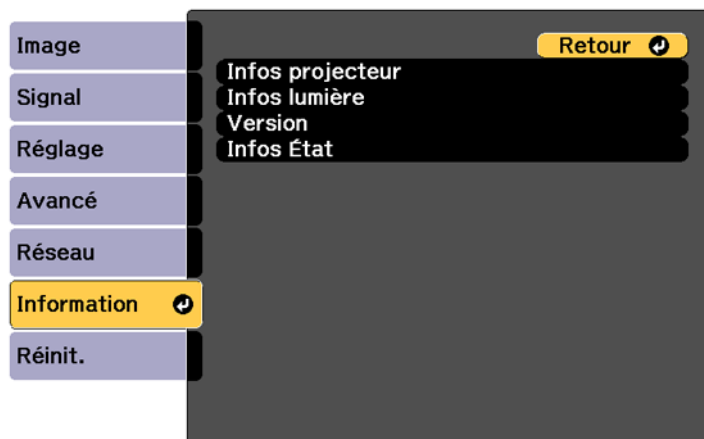 Image
Signal
Réglage
Avancé
Réseau
Information
Réinit.
Retour
Infos projecteur
Infos lumière
Version
Infos État